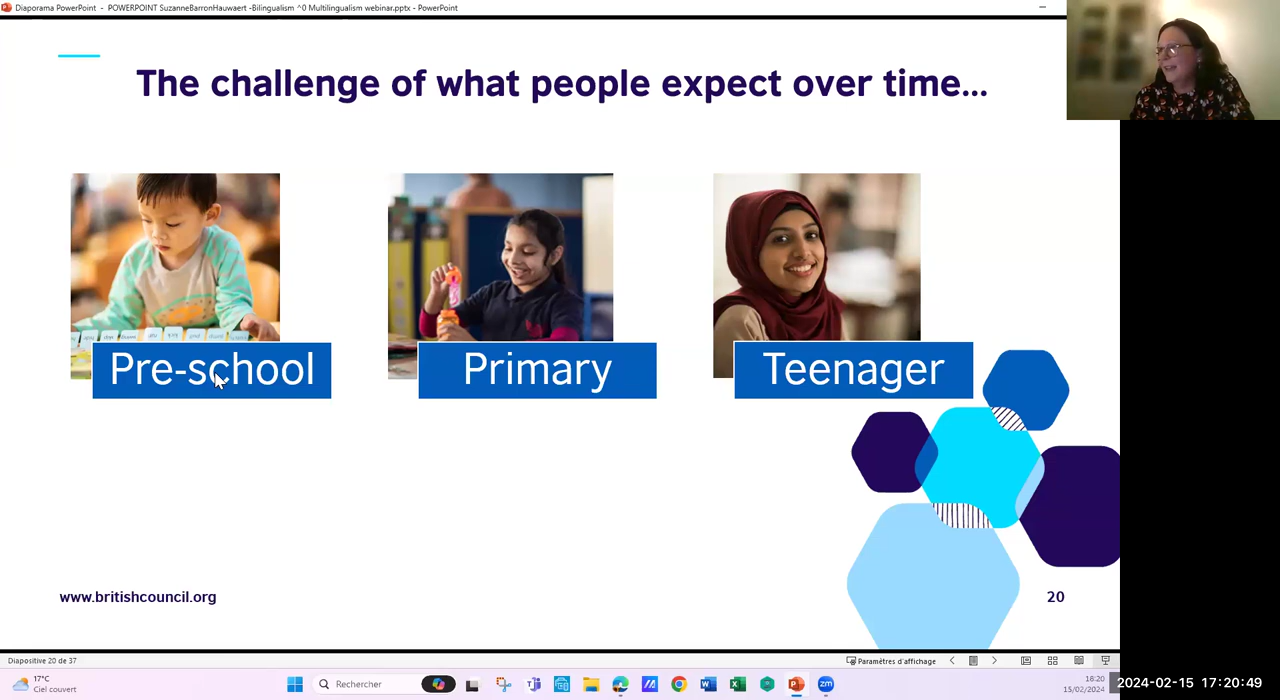 Diaporama PowerPoint - POWERPOINT SuzanneBarronHauwaert -Bilingualism ^0 Multilingualism webinar.pptx - PowerPoint
The challenge of what people expect over time...
Pre-school
Primary
Teenager
www.britishcouncil.org
20
Diapositive 20 de 37
Paramètres d'affichage
17°C
Ciel couvert
Rechercher
18:20
15/02/2024
2024-02-15 17:20:49